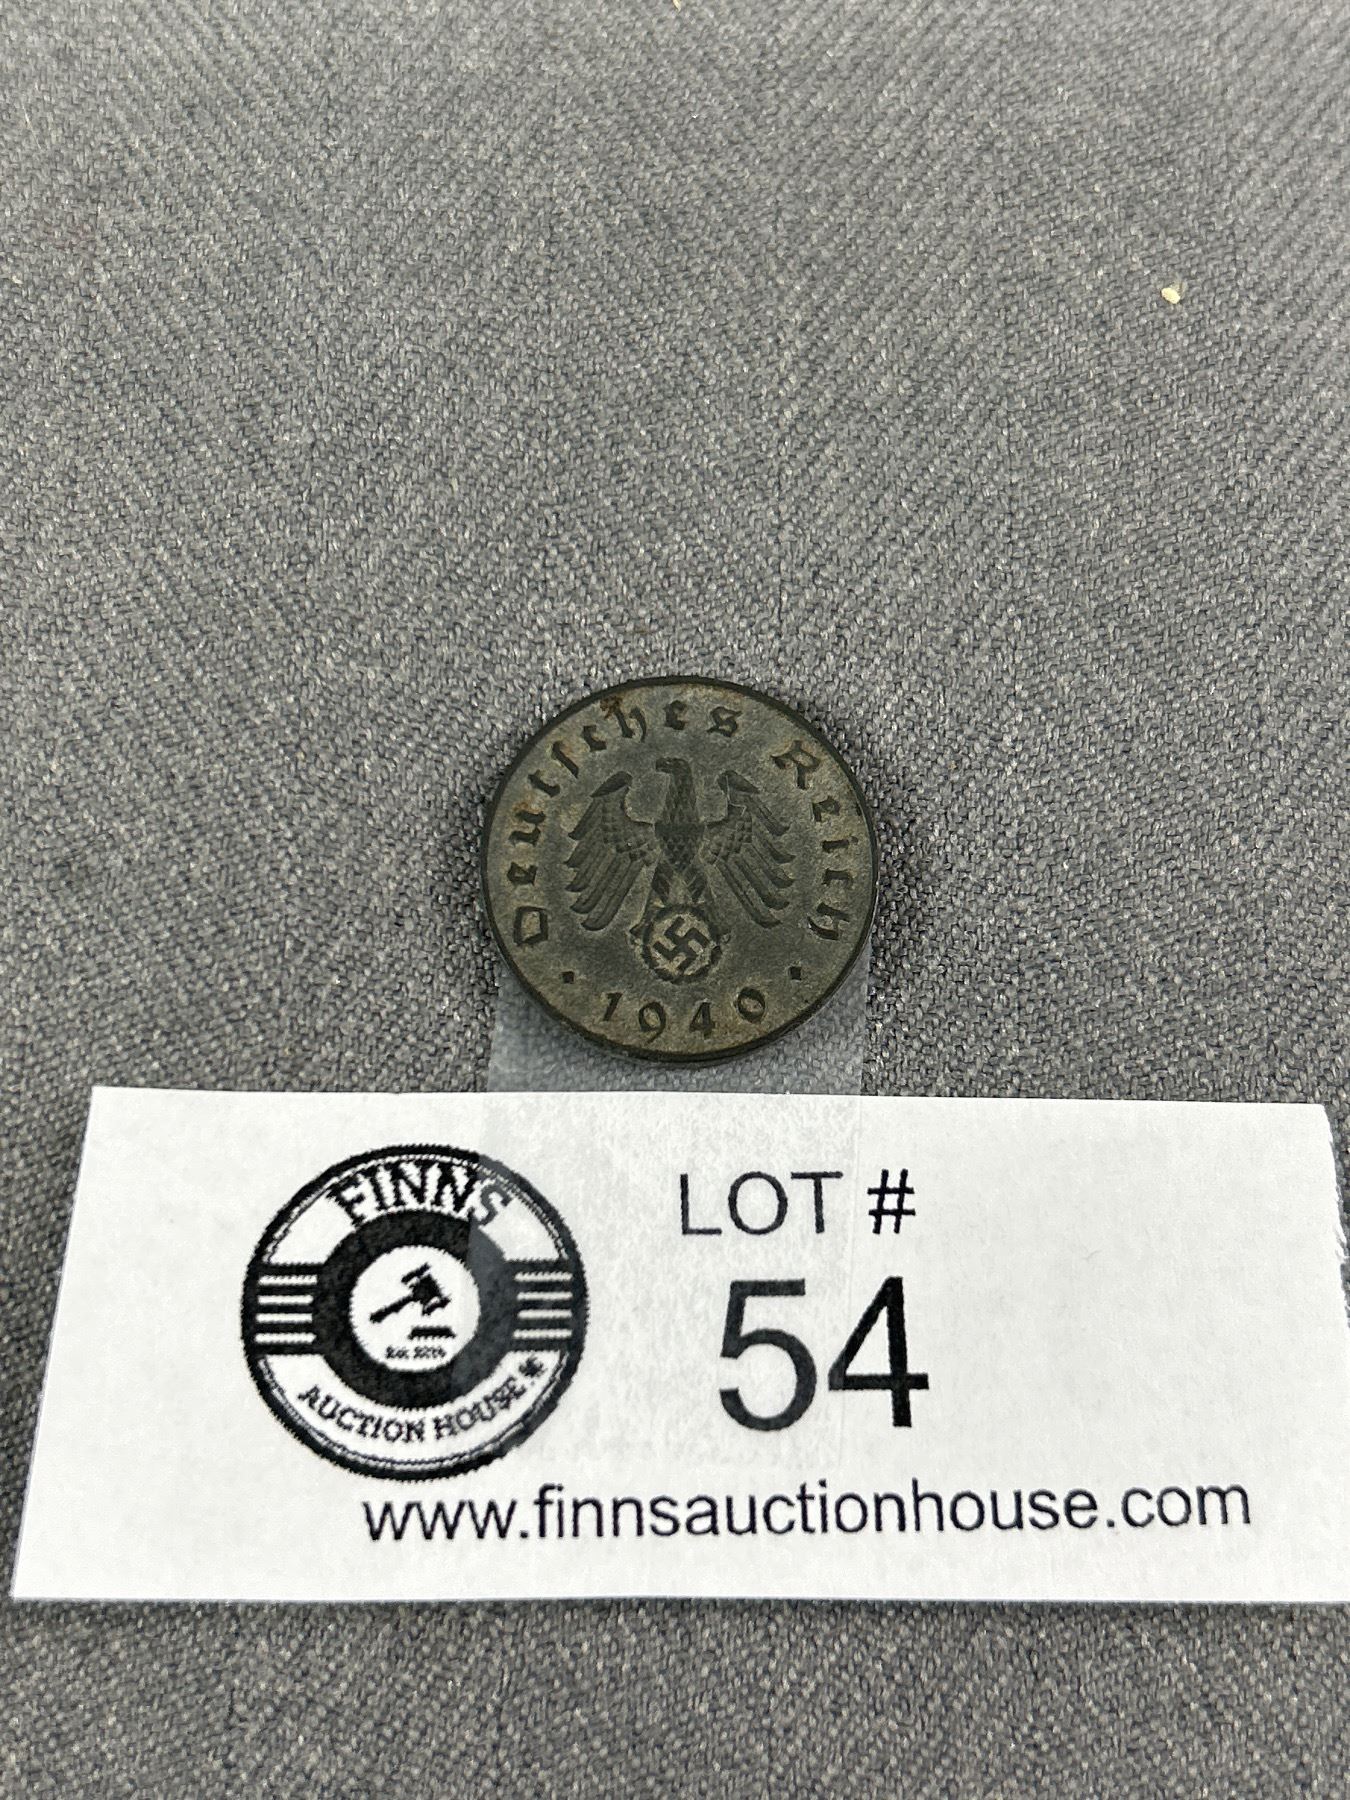 Deutsches Reich
• 1940 •
FINNS
AUCTION HOUSE
LOT #
54
www.finnsauctionhouse.com